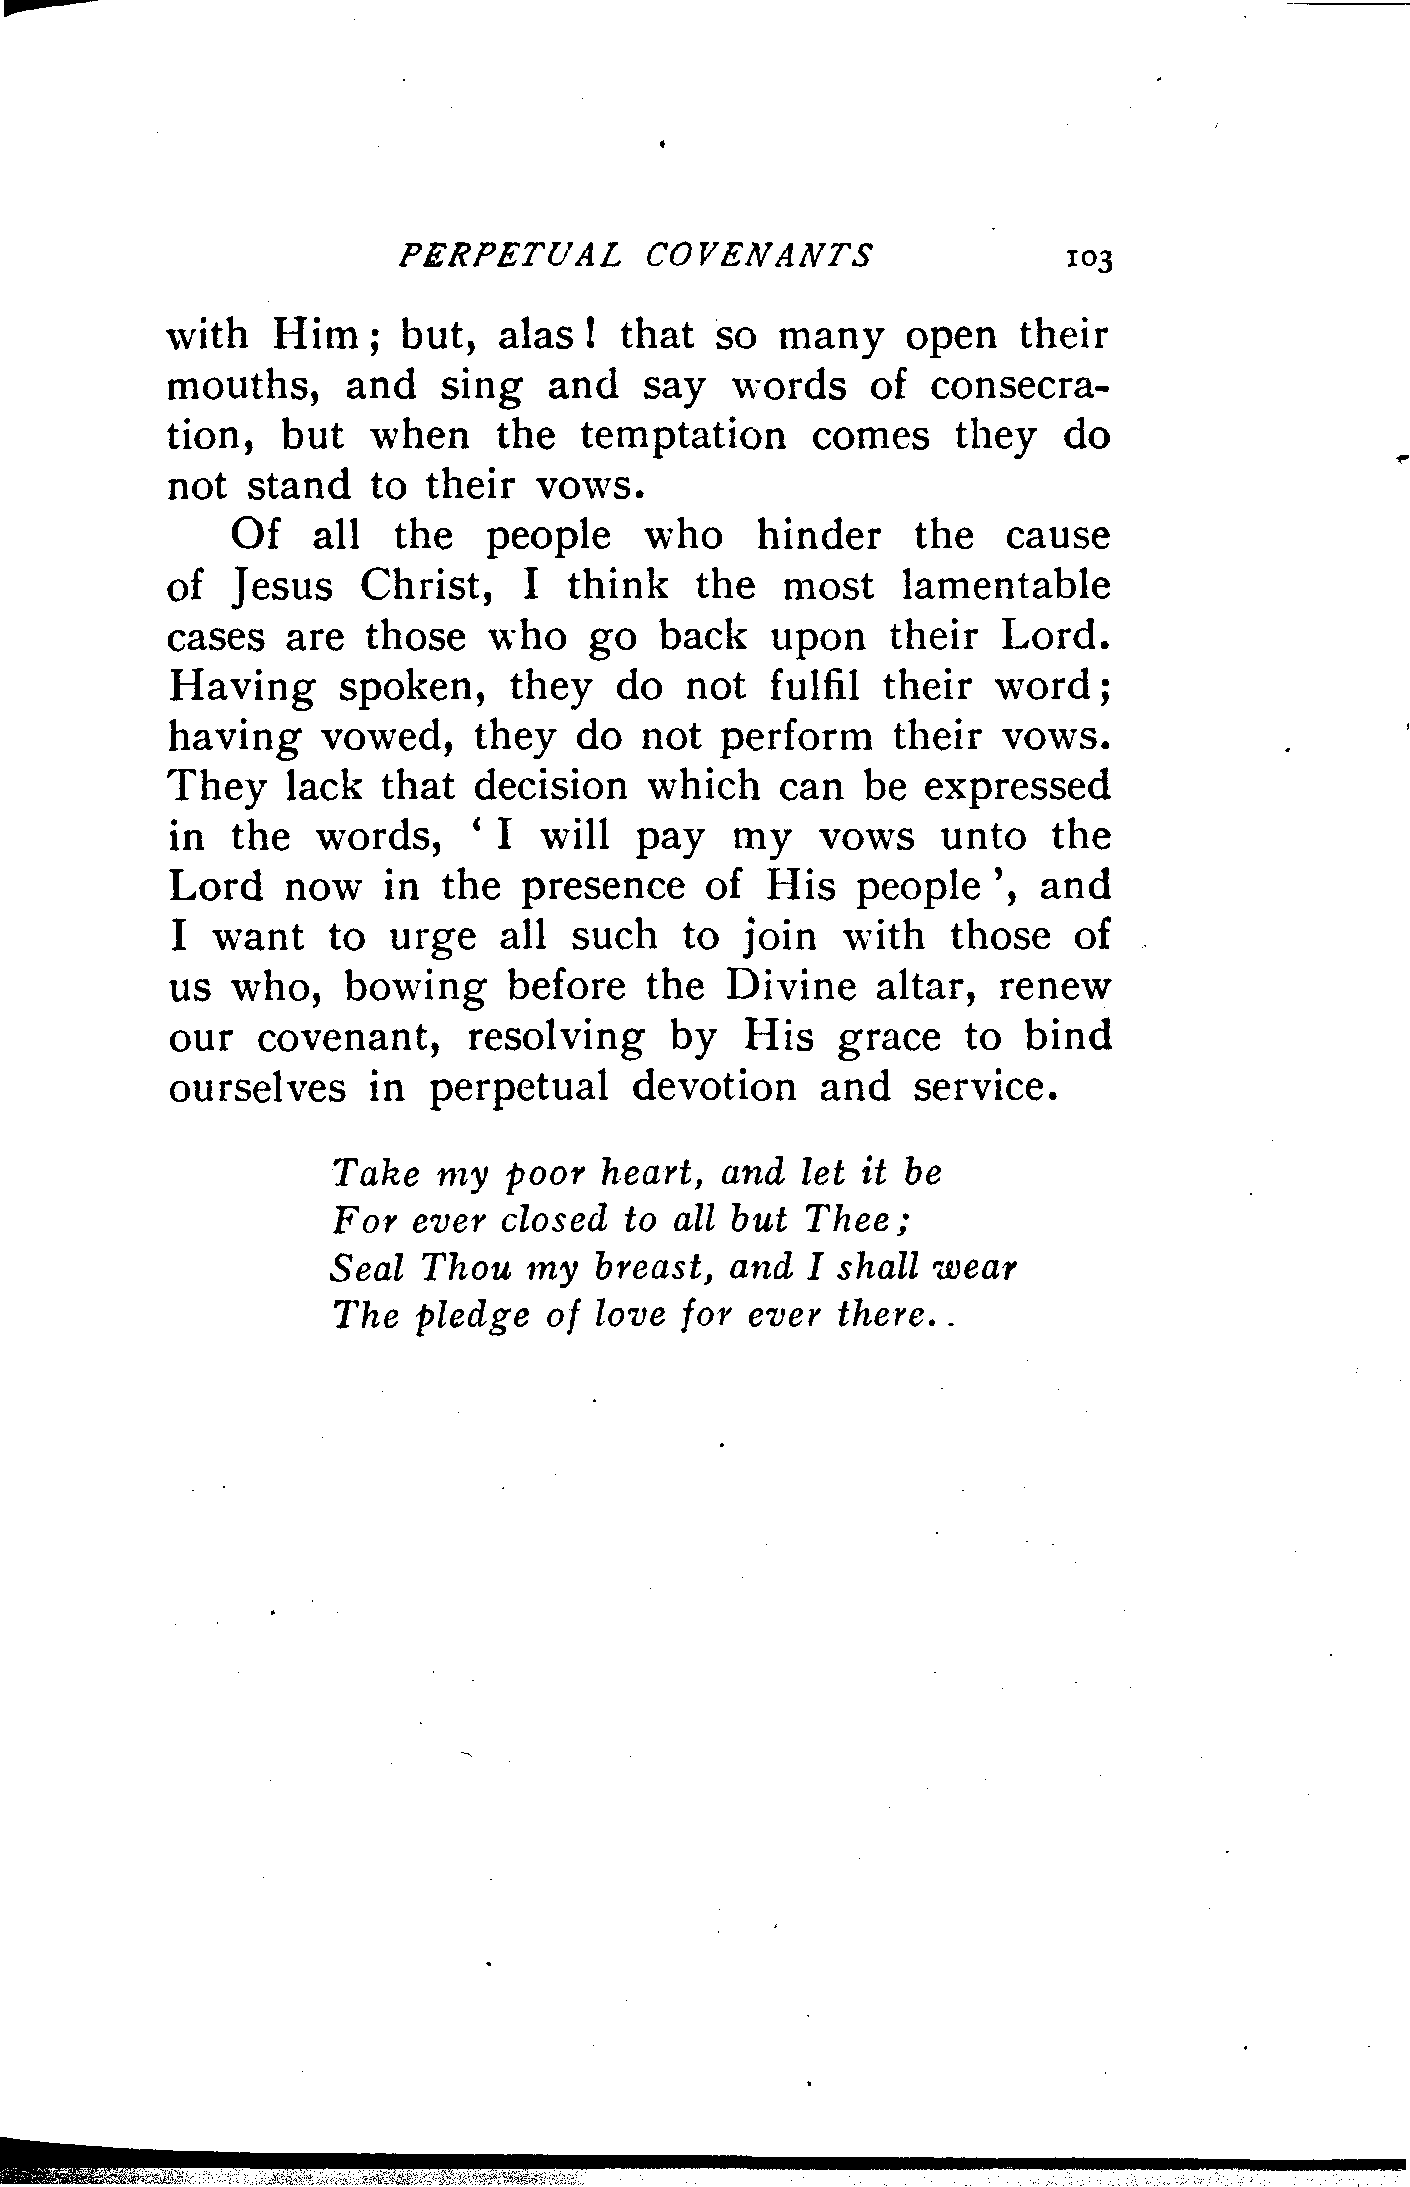 PERPETUAL COVENANTS 103
with Him; but, alas! that so many open their
mouths, and sing and say words of consecra-
tion, but when the temptation comes they do
not stand to their vows.
Of all the people who hinder the cause
of Jesus Christ, I think the most lamentable
cases are those who go back upon their Lord.
Having spoken, they do not fulfil their word;
having vowed, they do not perform their vows.
They lack that decision which can be expressed
in the words, ‘I will pay my vows unto the
Lord now in the presence of His people’, and
I want to urge all such to join with those of
us who, bowing before the Divine altar, renew
our covenant, resolving by His grace to bind
ourselves in perpetual devotion and service.
Take my poor heart, and let it be
For ever closed to all but Thee;
Seal Thou my breast, and I shall wear
The pledge of love for ever there.